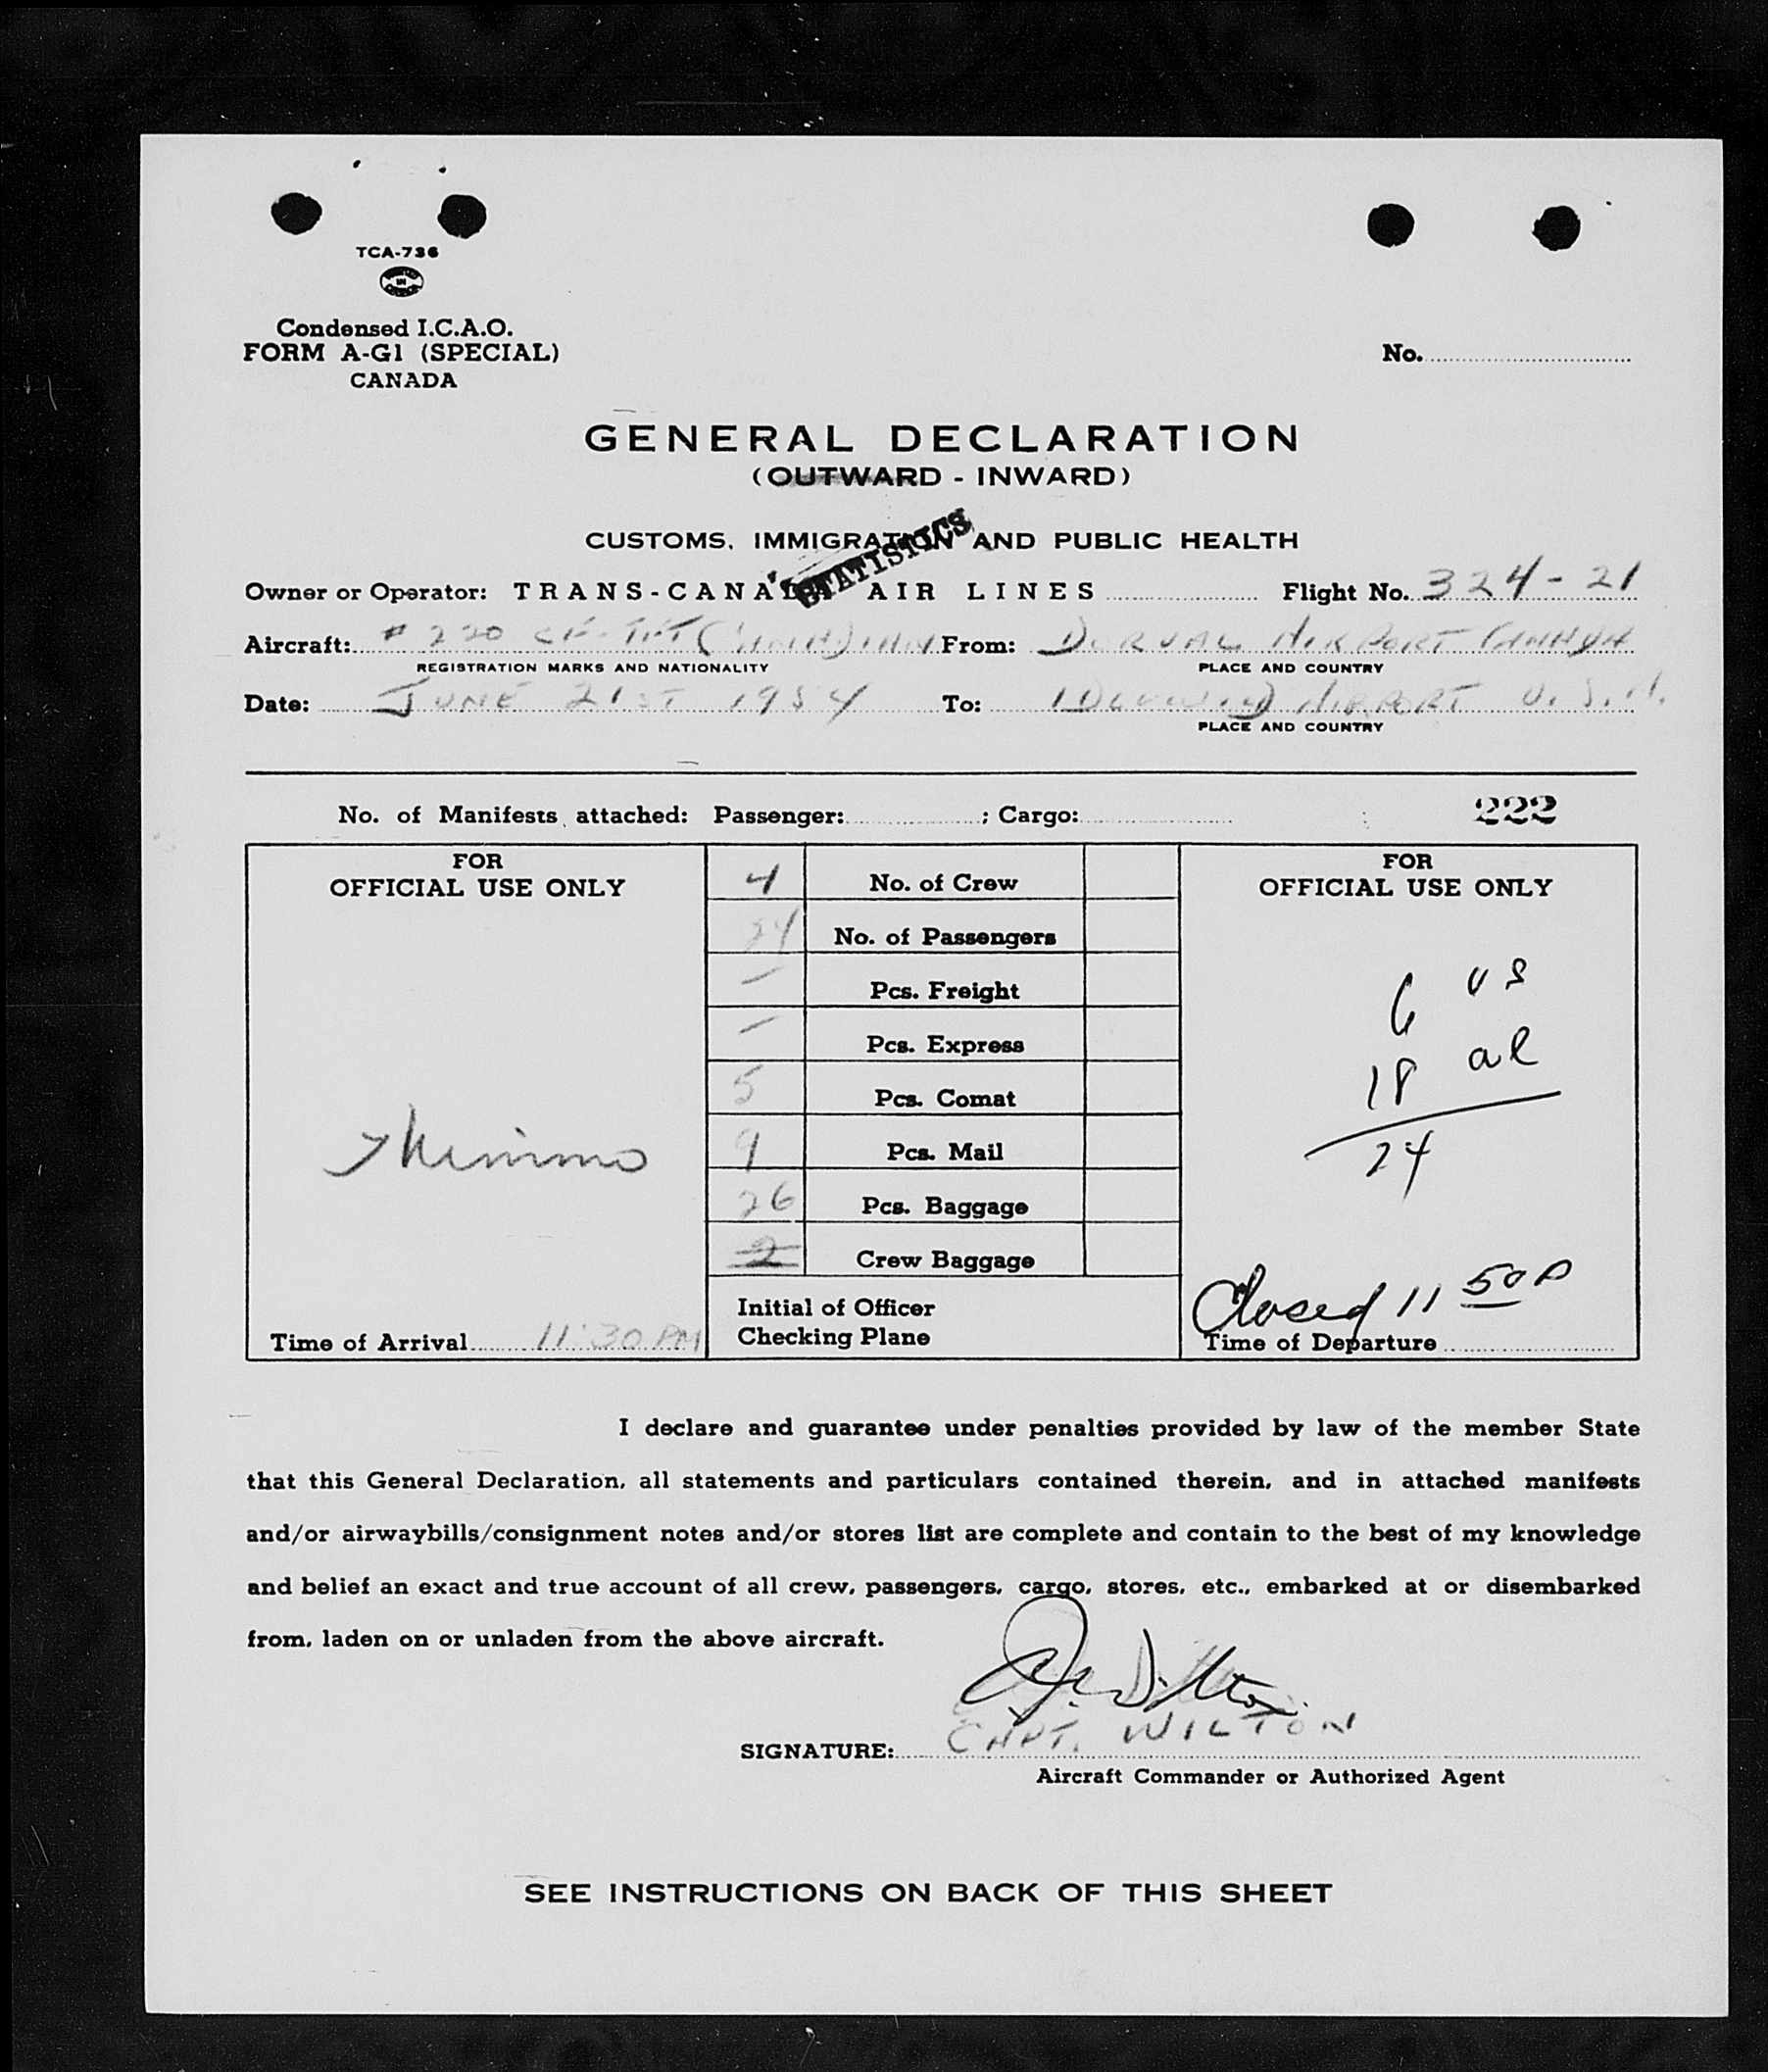 TCA-736
Condensed I.C.A.O.
FORM A-G1 (SPECIAL)
CANADA
No.
GENERAL DECLARATION
(OUTWARD - INWARD)
CUSTOMS, IMMIGRATION AND PUBLIC HEALTH
STATISTICS
Owner or Operator: TRANS-CANADA AIR LINES Flight No. 324-21
Aircraft: # 220 CF- From: DORVAL AIRPORT CANADA
REGISTRATION MARKS AND NATIONALITY PLACE AND COUNTRY
Date: JUNE 21ST 1954 To: AIRPORT U.S.A.
PLACE AND COUNTRY
No. of Manifests attached: Passenger: ; Cargo: 222
FOR OFFICIAL USE ONLY
4 No. of Crew
24 No. of Passengers
- Pcs. Freight
- Pcs. Express
5 Pcs. Comat
9 Pcs. Mail
26 Pcs. Baggage
2 Crew Baggage
Initial of Officer
Checking Plane
Time of Arrival 11:30 PM
FOR OFFICIAL USE ONLY
6 US
18 al
24
Closed 11 50 P
Time of Departure
I declare and guarantee under penalties provided by law of the member State
that this General Declaration, all statements and particulars contained therein, and in attached manifests
and/or airwaybills/consignment notes and/or stores list are complete and contain to the best of my knowledge
and belief an exact and true account of all crew, passengers, cargo, stores, etc., embarked at or disembarked
from, laden on or unladen from the above aircraft.
SIGNATURE: CAPT. WILTON
Aircraft Commander or Authorized Agent
SEE INSTRUCTIONS ON BACK OF THIS SHEET